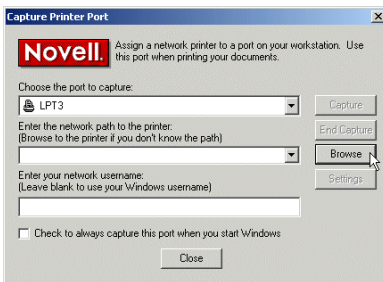 Capture Printer Port
Novell.
Assign a network printer to a port on your workstation. Use
this port when printing your documents.
Choose the port to capture:
LPT3
Capture
Enter the network path to the printer:
(Browse to the printer if you don't know the path)
End Capture
Browse
Enter your network username:
(Leave blank to use your Windows username)
Settings
Check to always capture this port when you start Windows
Close